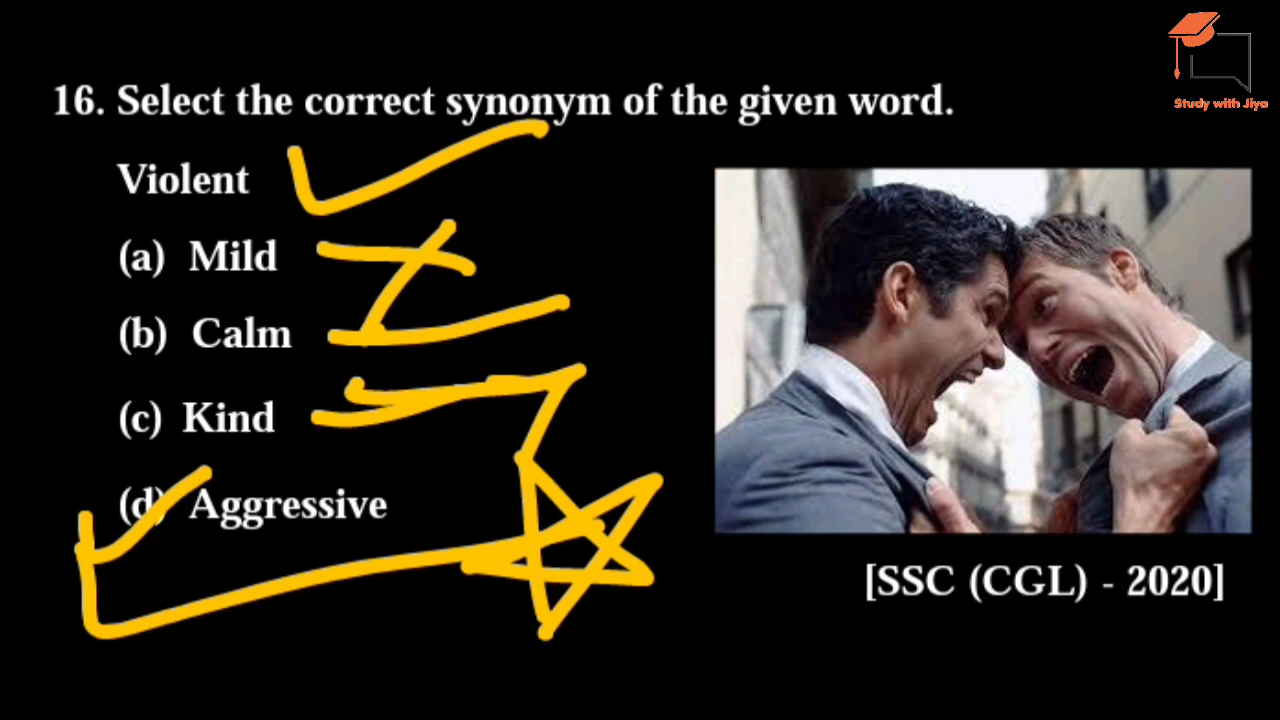 Study with Jiya
16. Select the correct synonym of the given word.
Violent
(a) Mild
(b) Calm
(c) Kind
(d) Aggressive
[SSC (CGL) - 2020]